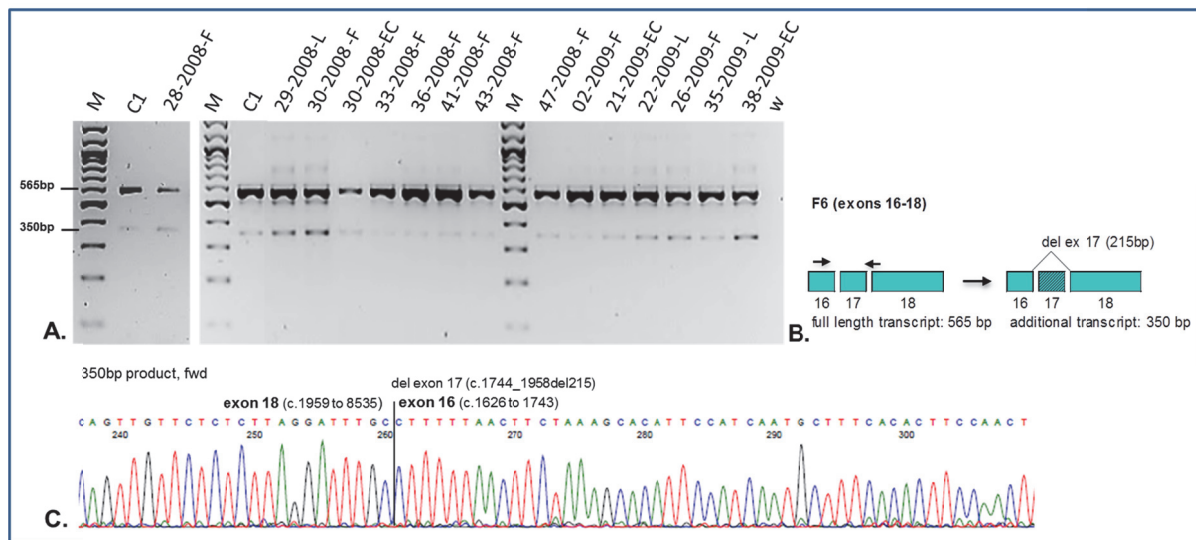 M C1 28-2008-F M C1 29-2008-L 30-2008 -F 30-2008-EC 33-2008-F 36-2008-F 41-2008-F 43-2008-F M 47-2008 -F 02-2009-F 21-2009-EC 22-2009-L 26-2009-F 35-2009 -L 38-2009-EC w
565bp
350bp
A.
F6 (exons 16-18)
del ex 17 (215bp)
16 17 18 16 17 18
full length transcript: 565 bp additional transcript: 350 bp
B.
350bp product, fwd
del exon 17 (c.1744_1958del215)
exon 18 (c.1959 to 8535) exon 16 (c.1626 to 1743)
C A G T T G T T C T C T C T T A G G A T T T G C C T T T T T A A C T T C T A A A G C A C A T T C C A T C A A T G C T T T C A C A C T T C C A A C T
240 250 260 270 280 290 300
C.